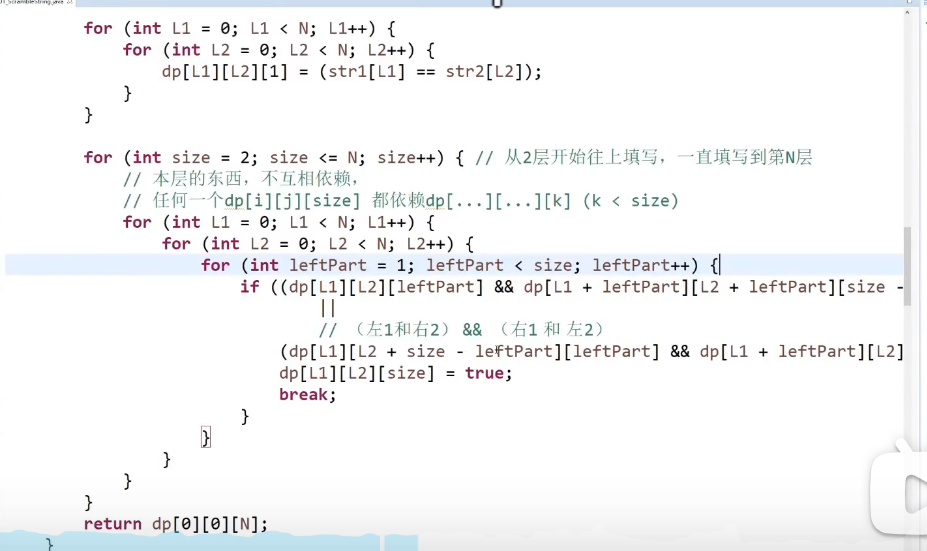 01_ScrambleString.java
for (int L1 = 0; L1 < N; L1++) {
for (int L2 = 0; L2 < N; L2++) {
dp[L1][L2][1] = (str1[L1] == str2[L2]);
}
}
for (int size = 2; size <= N; size++) { // 从2层开始往上填写，一直填写到第N层
// 本层的东西，不互相依赖，
// 任何一个dp[i][j][size] 都依赖dp[...][...][k] (k < size)
for (int L1 = 0; L1 < N; L1++) {
for (int L2 = 0; L2 < N; L2++) {
for (int leftPart = 1; leftPart < size; leftPart++) {
if ((dp[L1][L2][leftPart] && dp[L1 + leftPart][L2 + leftPart][size -
||
// （左1和右2） && （右1 和 左2）
(dp[L1][L2 + size - leftPart][leftPart] && dp[L1 + leftPart][L2]
dp[L1][L2][size] = true;
break;
}
}
}
}
}
return dp[0][0][N];
}